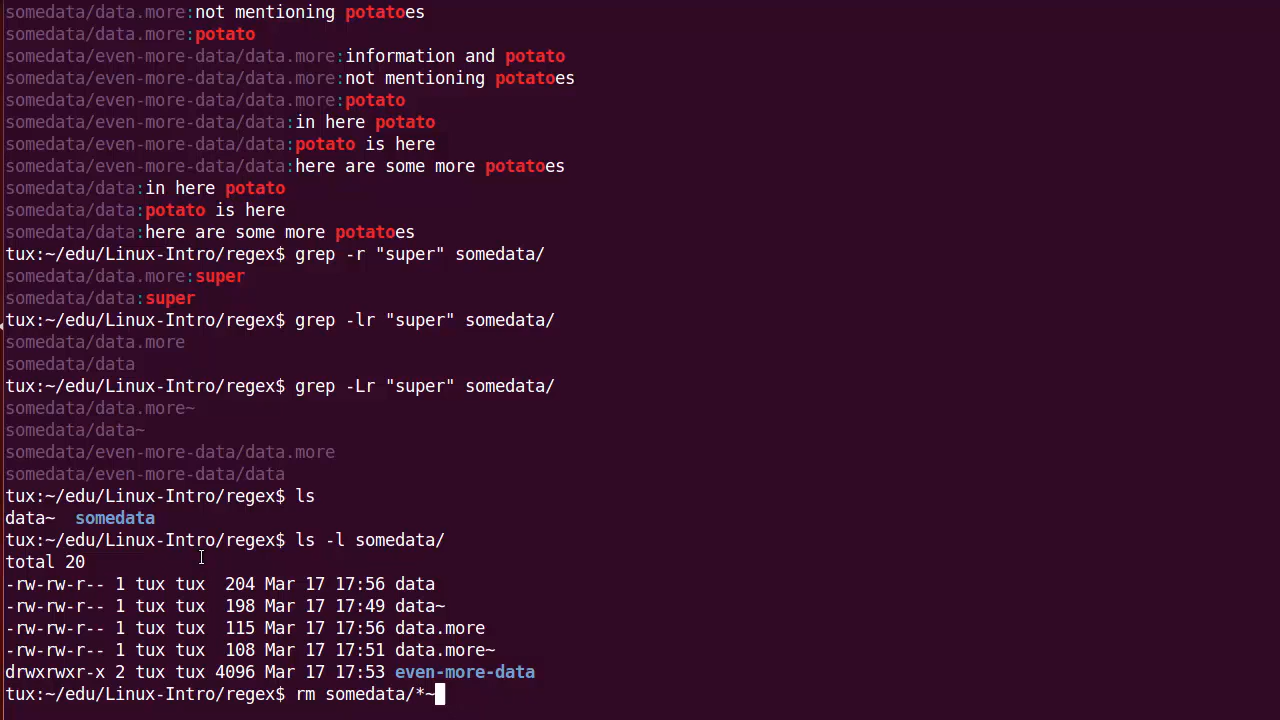 somedata/data.more:not mentioning potatoes
somedata/data.more:potato
somedata/even-more-data/data.more:information and potato
somedata/even-more-data/data.more:not mentioning potatoes
somedata/even-more-data/data.more:potato
somedata/even-more-data/data:in here potato
somedata/even-more-data/data:potato is here
somedata/even-more-data/data:here are some more potatoes
somedata/data:in here potato
somedata/data:potato is here
somedata/data:here are some more potatoes
tux:~/edu/Linux-Intro/regex$ grep -r "super" somedata/
somedata/data.more:super
somedata/data:super
tux:~/edu/Linux-Intro/regex$ grep -lr "super" somedata/
somedata/data.more
somedata/data
tux:~/edu/Linux-Intro/regex$ grep -Lr "super" somedata/
somedata/data.more~
somedata/data~
somedata/even-more-data/data.more
somedata/even-more-data/data
tux:~/edu/Linux-Intro/regex$ ls
data~  somedata
tux:~/edu/Linux-Intro/regex$ ls -l somedata/
total 20
-rw-rw-r-- 1 tux tux  204 Mar 17 17:56 data
-rw-rw-r-- 1 tux tux  198 Mar 17 17:49 data~
-rw-rw-r-- 1 tux tux  115 Mar 17 17:56 data.more
-rw-rw-r-- 1 tux tux  108 Mar 17 17:51 data.more~
drwxrwxr-x 2 tux tux 4096 Mar 17 17:53 even-more-data
tux:~/edu/Linux-Intro/regex$ rm somedata/*~